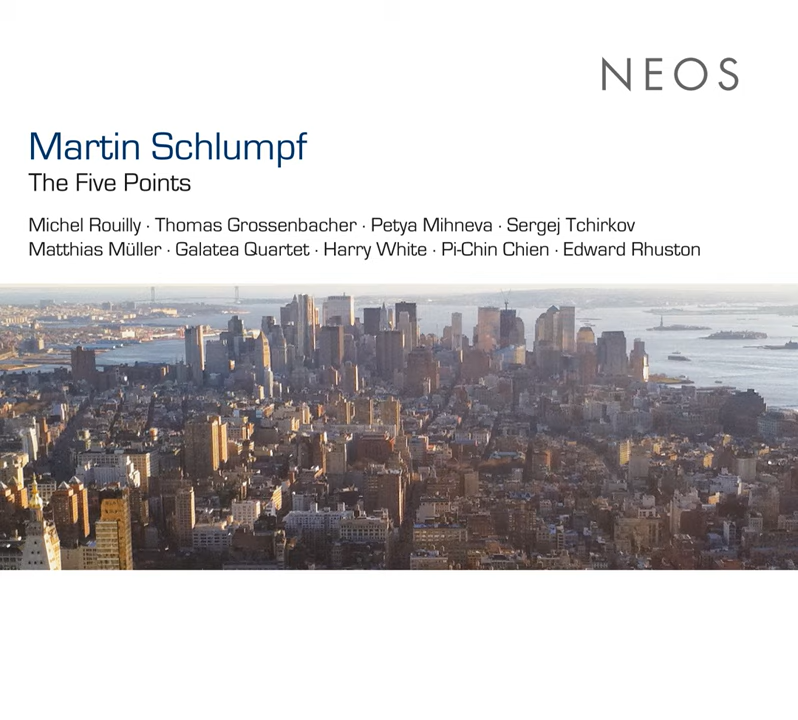 NEOS
Martin Schlumpf
The Five Points
Michel Rouilly · Thomas Grossenbacher · Petya Mihneva · Sergej Tchirkov
Matthias Müller · Galatea Quartet · Harry White · Pi-Chin Chien · Edward Rhuston